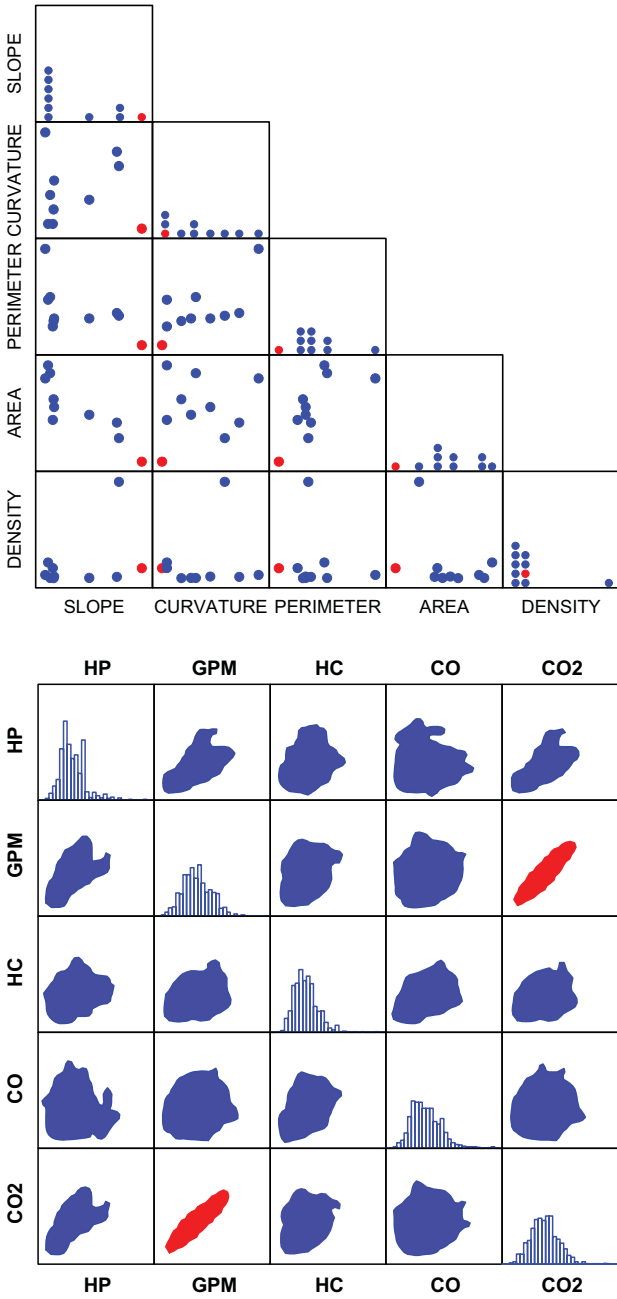 SLOPE
CURVATURE
PERIMETER
AREA
DENSITY
SLOPE CURVATURE PERIMETER AREA DENSITY
HP GPM HC CO CO2
HP
GPM
HC
CO
CO2
HP GPM HC CO CO2